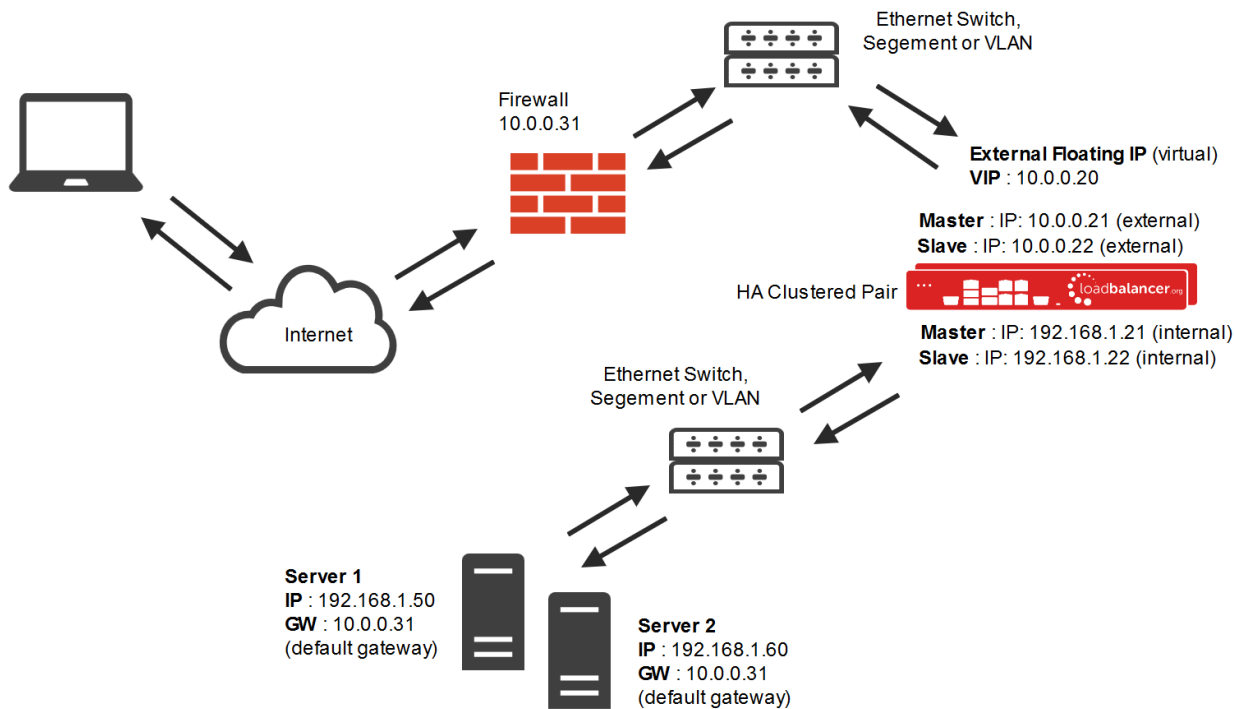 Ethernet Switch,
Segement or VLAN
Firewall
10.0.0.31
External Floating IP (virtual)
VIP : 10.0.0.20
Master : IP: 10.0.0.21 (external)
Slave : IP: 10.0.0.22 (external)
HA Clustered Pair
loadbalancer.org
Internet
Master : IP: 192.168.1.21 (internal)
Slave : IP: 192.168.1.22 (internal)
Ethernet Switch,
Segement or VLAN
Server 1
IP : 192.168.1.50
GW : 10.0.0.31
(default gateway)
Server 2
IP : 192.168.1.60
GW : 10.0.0.31
(default gateway)